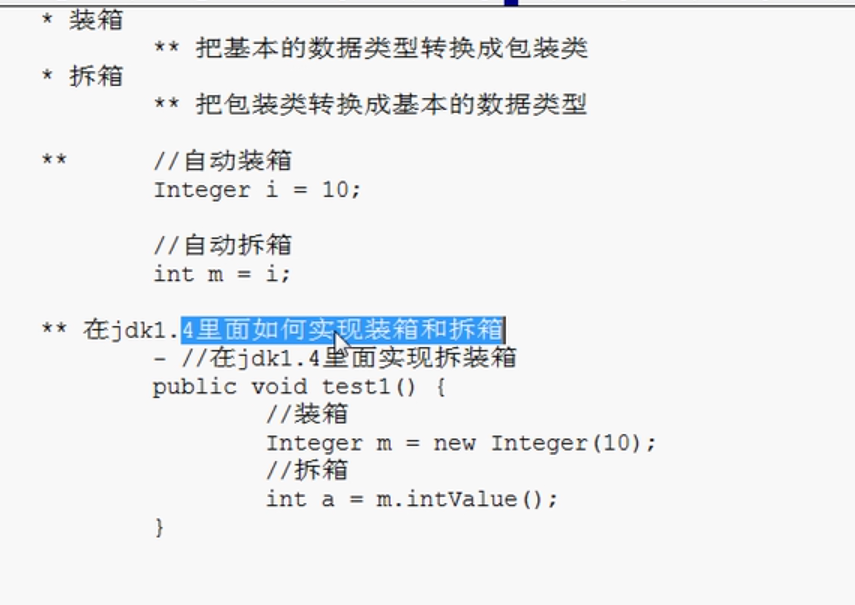 * 装箱
** 把基本的数据类型转换成包装类
* 拆箱
** 把包装类转换成基本的数据类型
** //自动装箱
Integer i = 10;
//自动拆箱
int m = i;
** 在jdk1.4里面如何实现装箱和拆箱
- //在jdk1.4里面实现拆装箱
public void test1() {
//装箱
Integer m = new Integer(10);
//拆箱
int a = m.intValue();
}